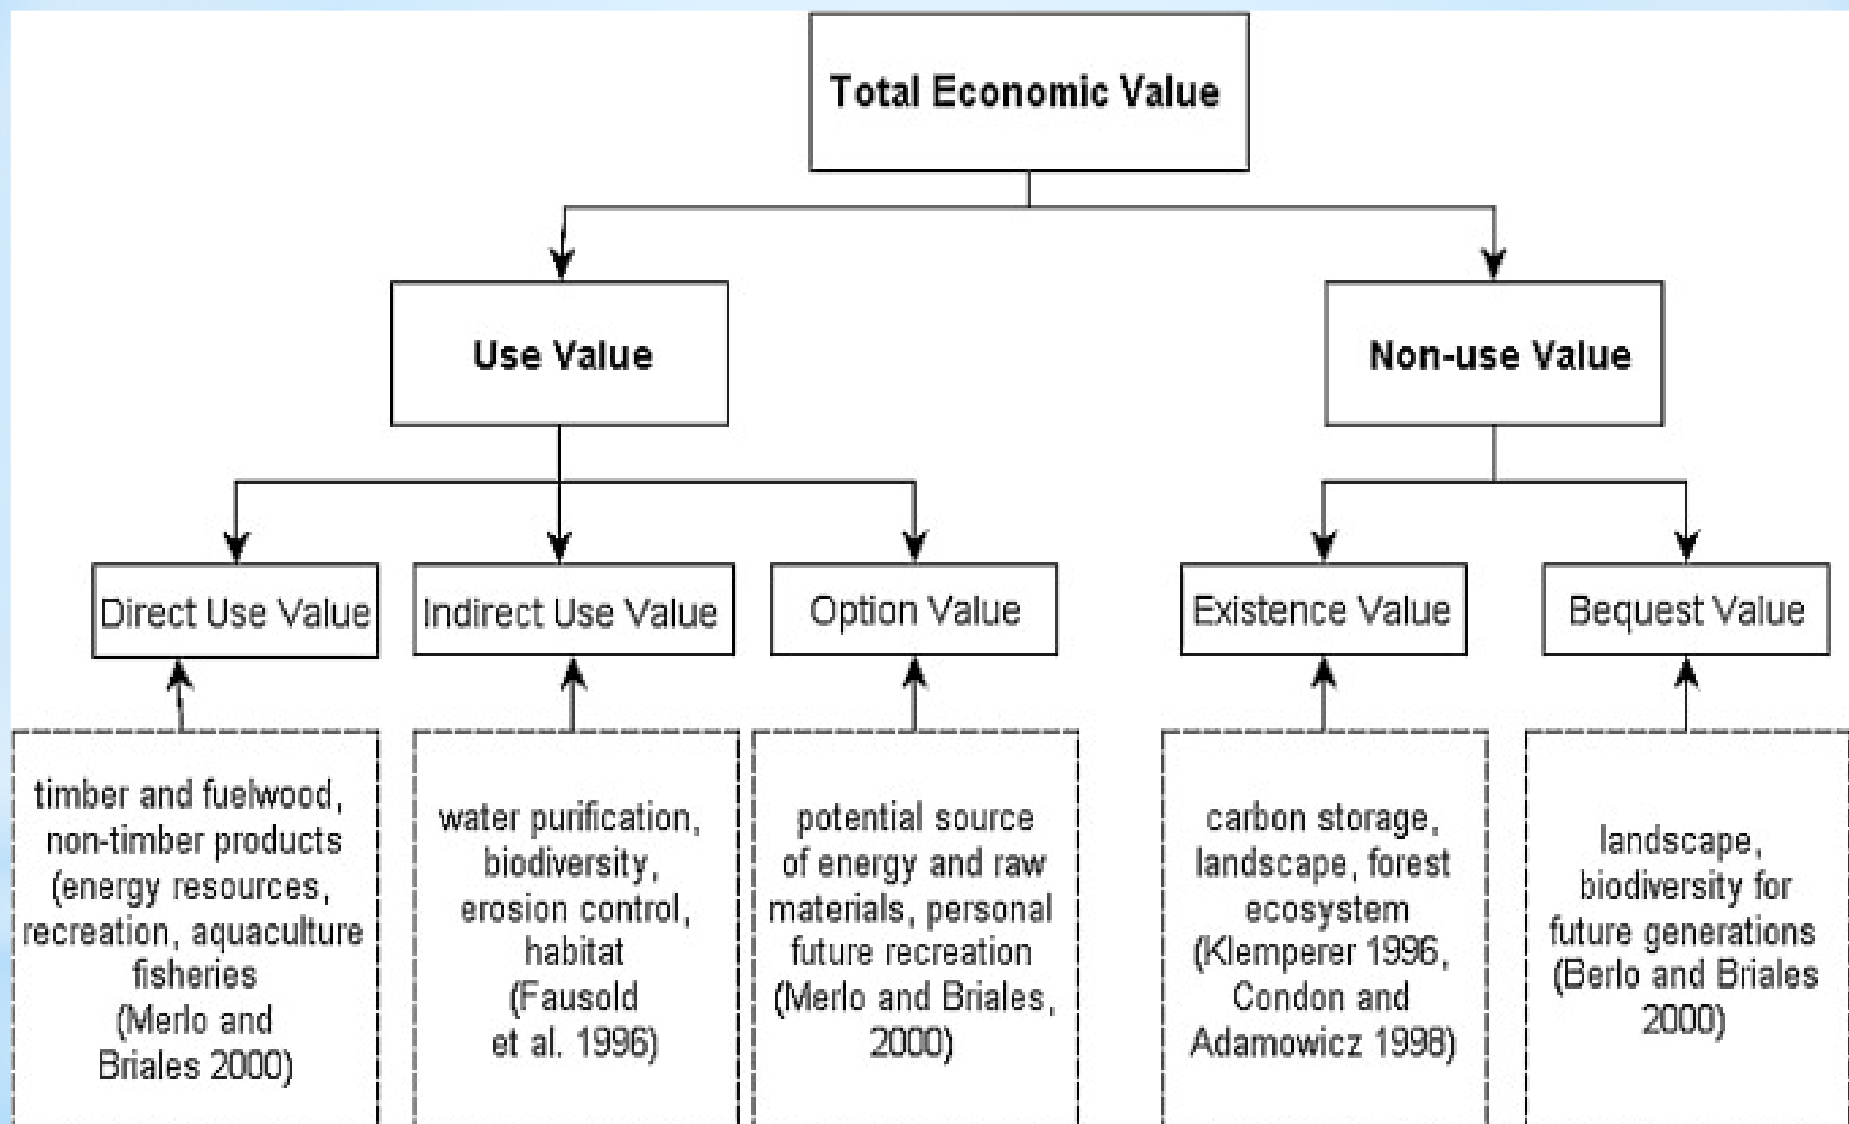 Total Economic Value
Use Value
Non-use Value
Direct Use Value
Indirect Use Value
Option Value
Existence Value
Bequest Value
timber and fuelwood,
non-timber products
(energy resources,
recreation, aquaculture
fisheries
(Merlo and
Briales 2000)
water purification,
biodiversity,
erosion control,
habitat
(Fausold
et al. 1996)
potential source
of energy and raw
materials, personal
future recreation
(Merlo and Briales,
2000)
carbon storage,
landscape, forest
ecosystem
(Klemperer 1996,
Condon and
Adamowicz 1998)
landscape,
biodiversity for
future generations
(Berlo and Briales
2000)